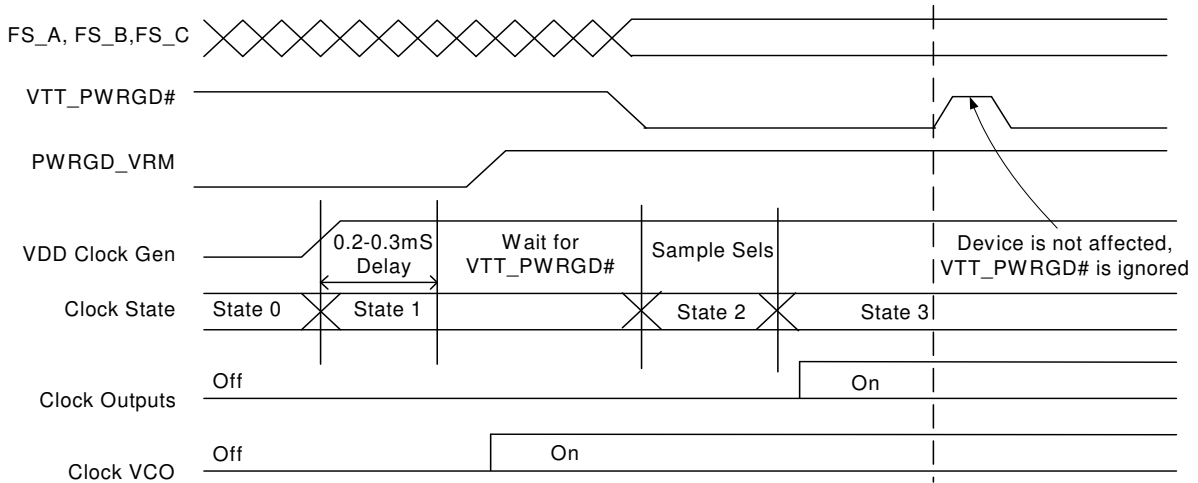 FS_A, FS_B,FS_C
VTT_PWRGD#
PWRGD_VRM
VDD Clock Gen
0.2-0.3mS
Delay
Wait for
VTT_PWRGD#
Sample Sels
Device is not affected,
VTT_PWRGD# is ignored
Clock State
State 0
State 1
State 2
State 3
Clock Outputs
Off
On
Clock VCO
Off
On